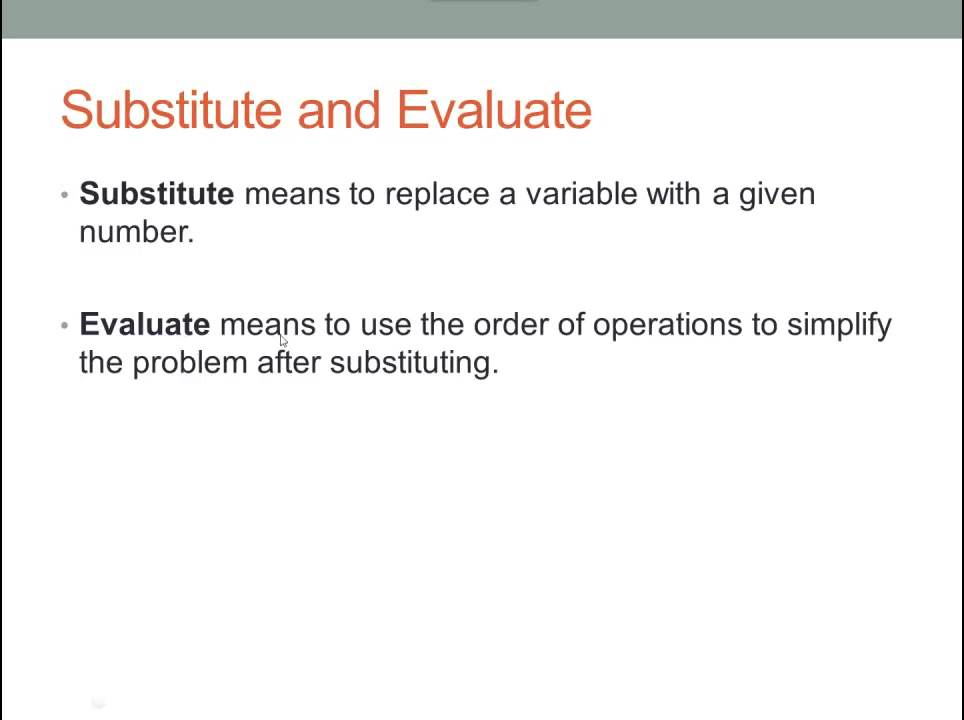 Substitute and Evaluate
• Substitute means to replace a variable with a given
number.
• Evaluate means to use the order of operations to simplify
the problem after substituting.